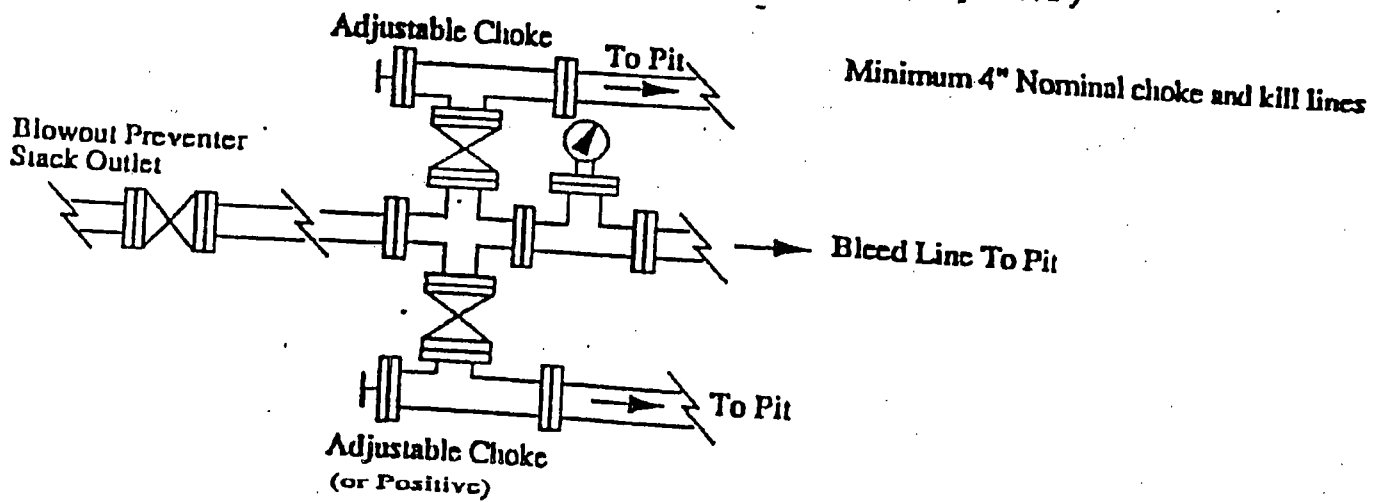 Adjustable Choke
To Pit
Minimum 4" Nominal choke and kill lines
Blowout Preventer
Stack Outlet
Bleed Line To Pit
To Pit
Adjustable Choke
(or Positive)